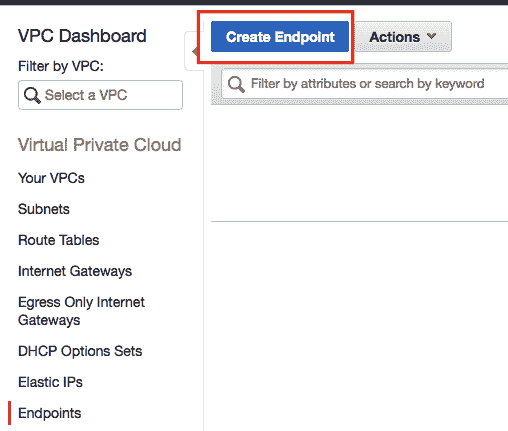 VPC Dashboard
Filter by VPC:
Select a VPC
Virtual Private Cloud
Your VPCs
Subnets
Route Tables
Internet Gateways
Egress Only Internet
Gateways
DHCP Options Sets
Elastic IPs
Endpoints
Create Endpoint
Actions
Filter by attributes or search by keyword